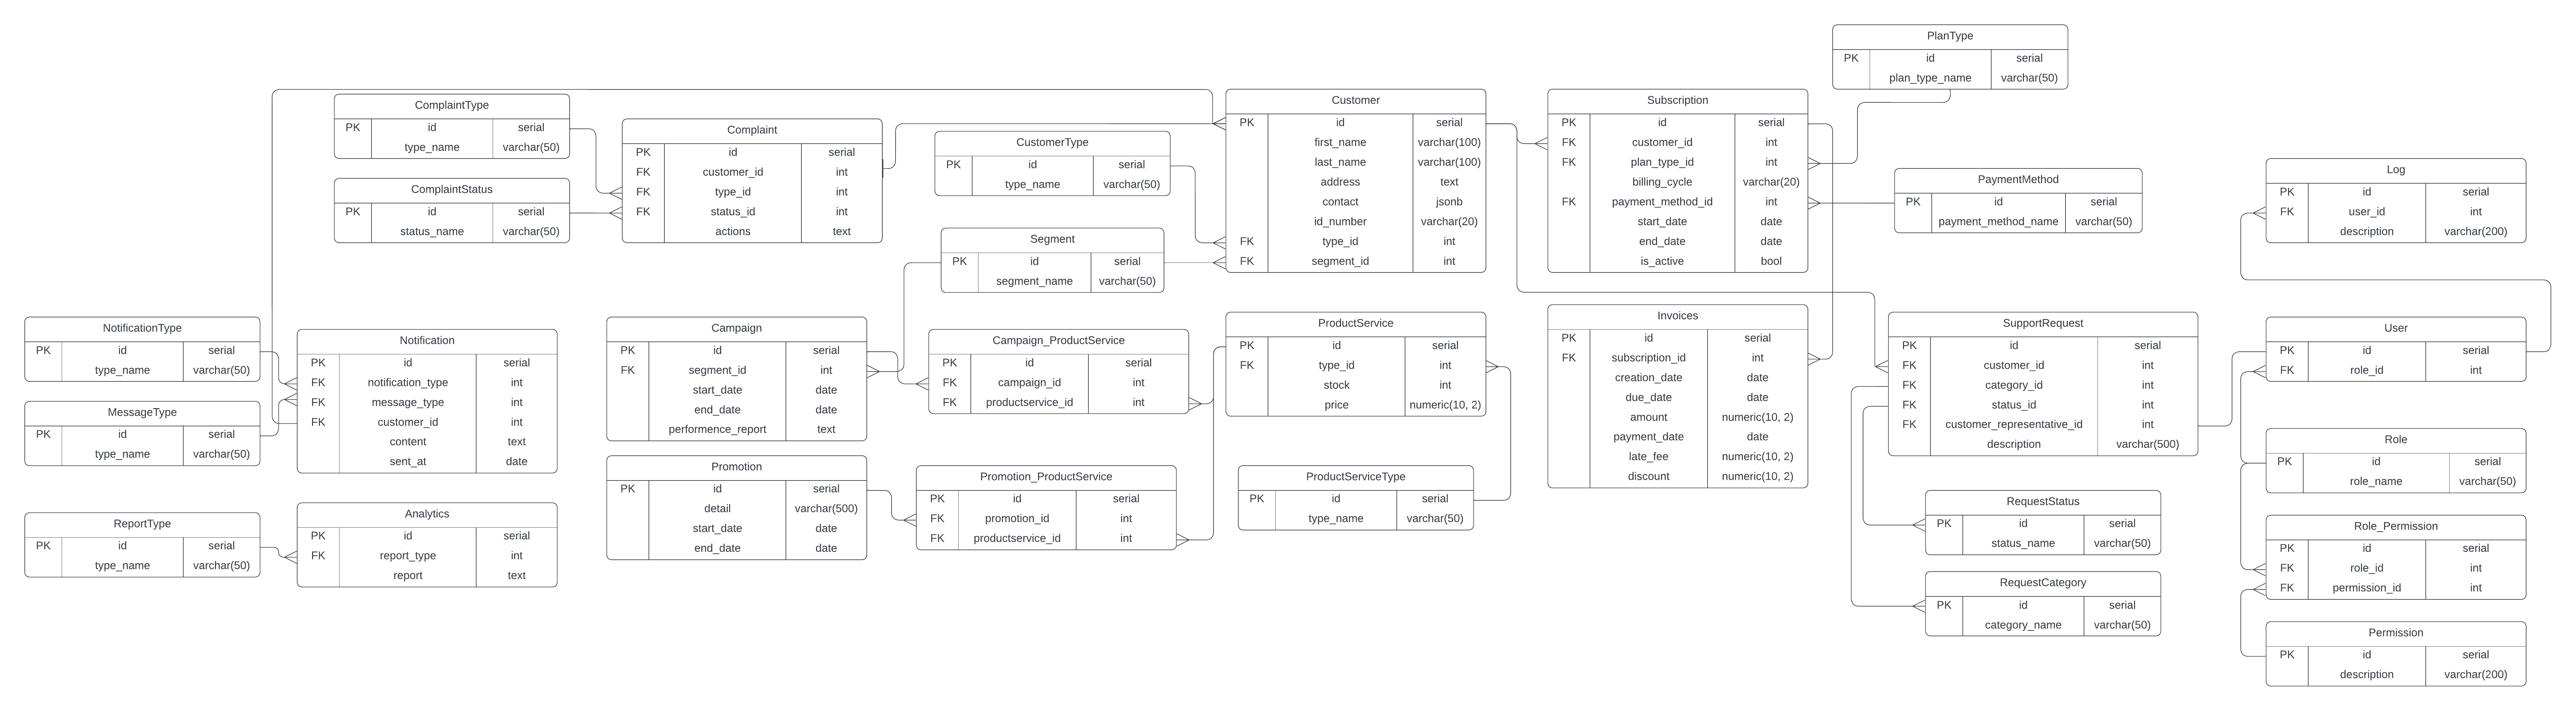 PlanType
PK id serial
plan_type_name varchar(50)
ComplaintType
PK id serial
type_name varchar(50)
ComplaintStatus
PK id serial
status_name varchar(50)
Complaint
PK id serial
FK customer_id int
FK type_id int
FK status_id int
actions text
CustomerType
PK id serial
type_name varchar(50)
Segment
PK id serial
segment_name varchar(50)
Customer
PK id serial
first_name varchar(100)
last_name varchar(100)
address text
contact jsonb
id_number varchar(20)
FK type_id int
FK segment_id int
Subscription
PK id serial
FK customer_id int
FK plan_type_id int
billing_cycle varchar(20)
FK payment_method_id int
start_date date
end_date date
is_active bool
PaymentMethod
PK id serial
payment_method_name varchar(50)
Log
PK id serial
FK user_id int
description varchar(200)
NotificationType
PK id serial
type_name varchar(50)
MessageType
PK id serial
type_name varchar(50)
Notification
PK id serial
FK notification_type int
FK message_type int
FK customer_id int
content text
sent_at date
Campaign
PK id serial
FK segment_id int
start_date date
end_date date
performence_report text
Campaign_ProductService
PK id serial
FK campaign_id int
FK productservice_id int
ProductService
PK id serial
FK type_id int
stock int
price numeric(10, 2)
Invoices
PK id serial
FK subscription_id int
creation_date date
due_date date
amount numeric(10, 2)
payment_date date
late_fee numeric(10, 2)
discount numeric(10, 2)
SupportRequest
PK id serial
FK customer_id int
FK category_id int
FK status_id int
FK customer_representative_id int
description varchar(500)
User
PK id serial
FK role_id int
Role
PK id serial
role_name varchar(50)
ReportType
PK id serial
type_name varchar(50)
Analytics
PK id serial
FK report_type int
report text
Promotion
PK id serial
detail varchar(500)
start_date date
end_date date
Promotion_ProductService
PK id serial
FK promotion_id int
FK productservice_id int
ProductServiceType
PK id serial
type_name varchar(50)
RequestStatus
PK id serial
status_name varchar(50)
RequestCategory
PK id serial
category_name varchar(50)
Role_Permission
PK id serial
FK role_id int
FK permission_id int
Permission
PK id serial
description varchar(200)